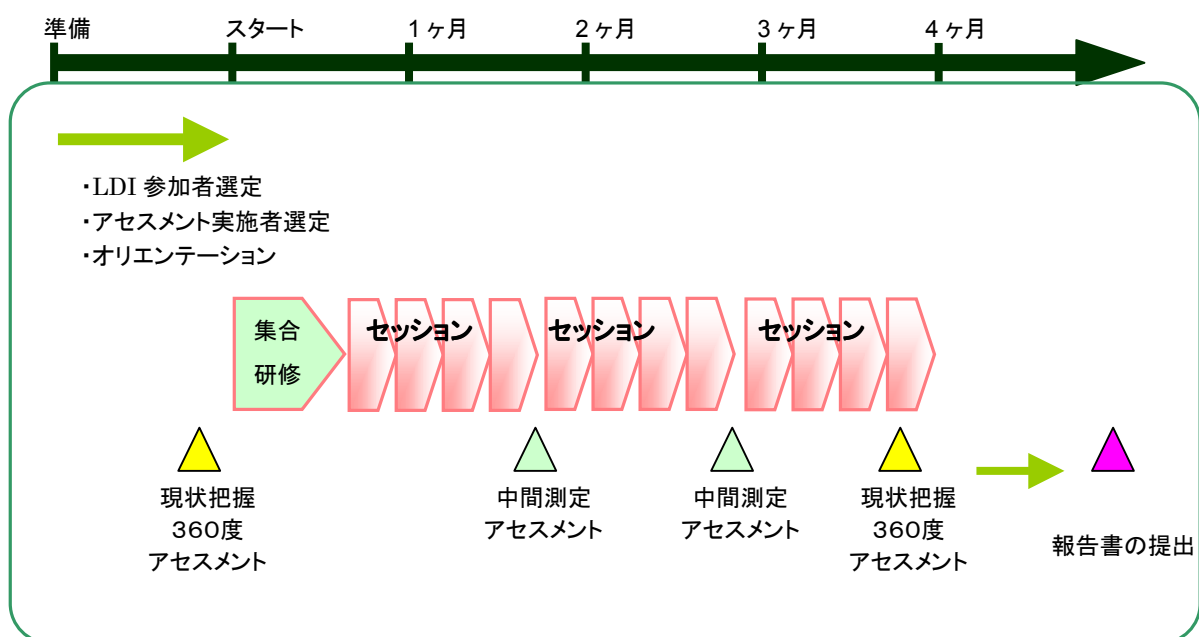 準備 スタート 1ヶ月 2ヶ月 3ヶ月 4ヶ月
・LDI 参加者選定
・アセスメント実施者選定
・オリエンテーション
集合
研修
セッション セッション セッション
現状把握
360度
アセスメント
中間測定
アセスメント
中間測定
アセスメント
現状把握
360度
アセスメント
報告書の提出